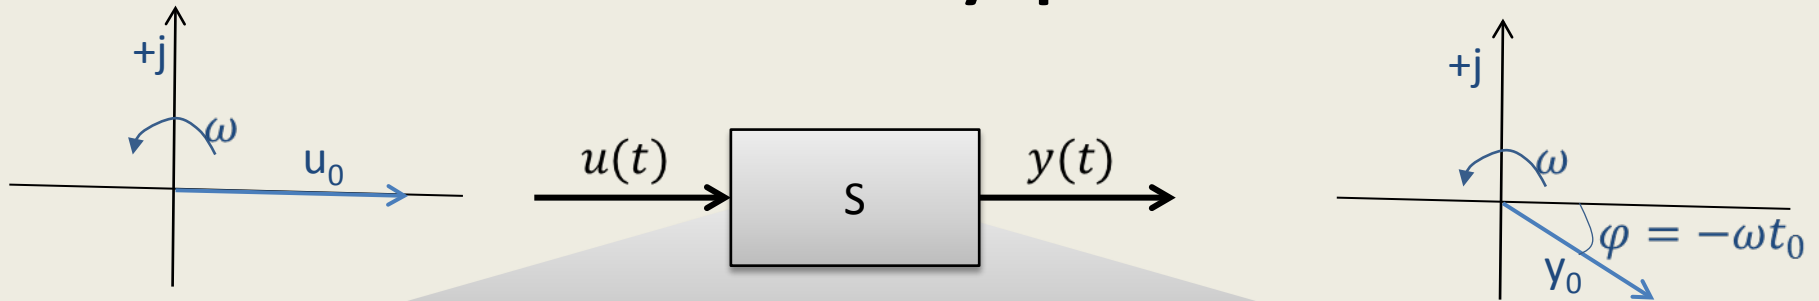 +j
ω
u₀
u(t)
S
y(t)
+j
ω
φ = −ωt₀
y₀